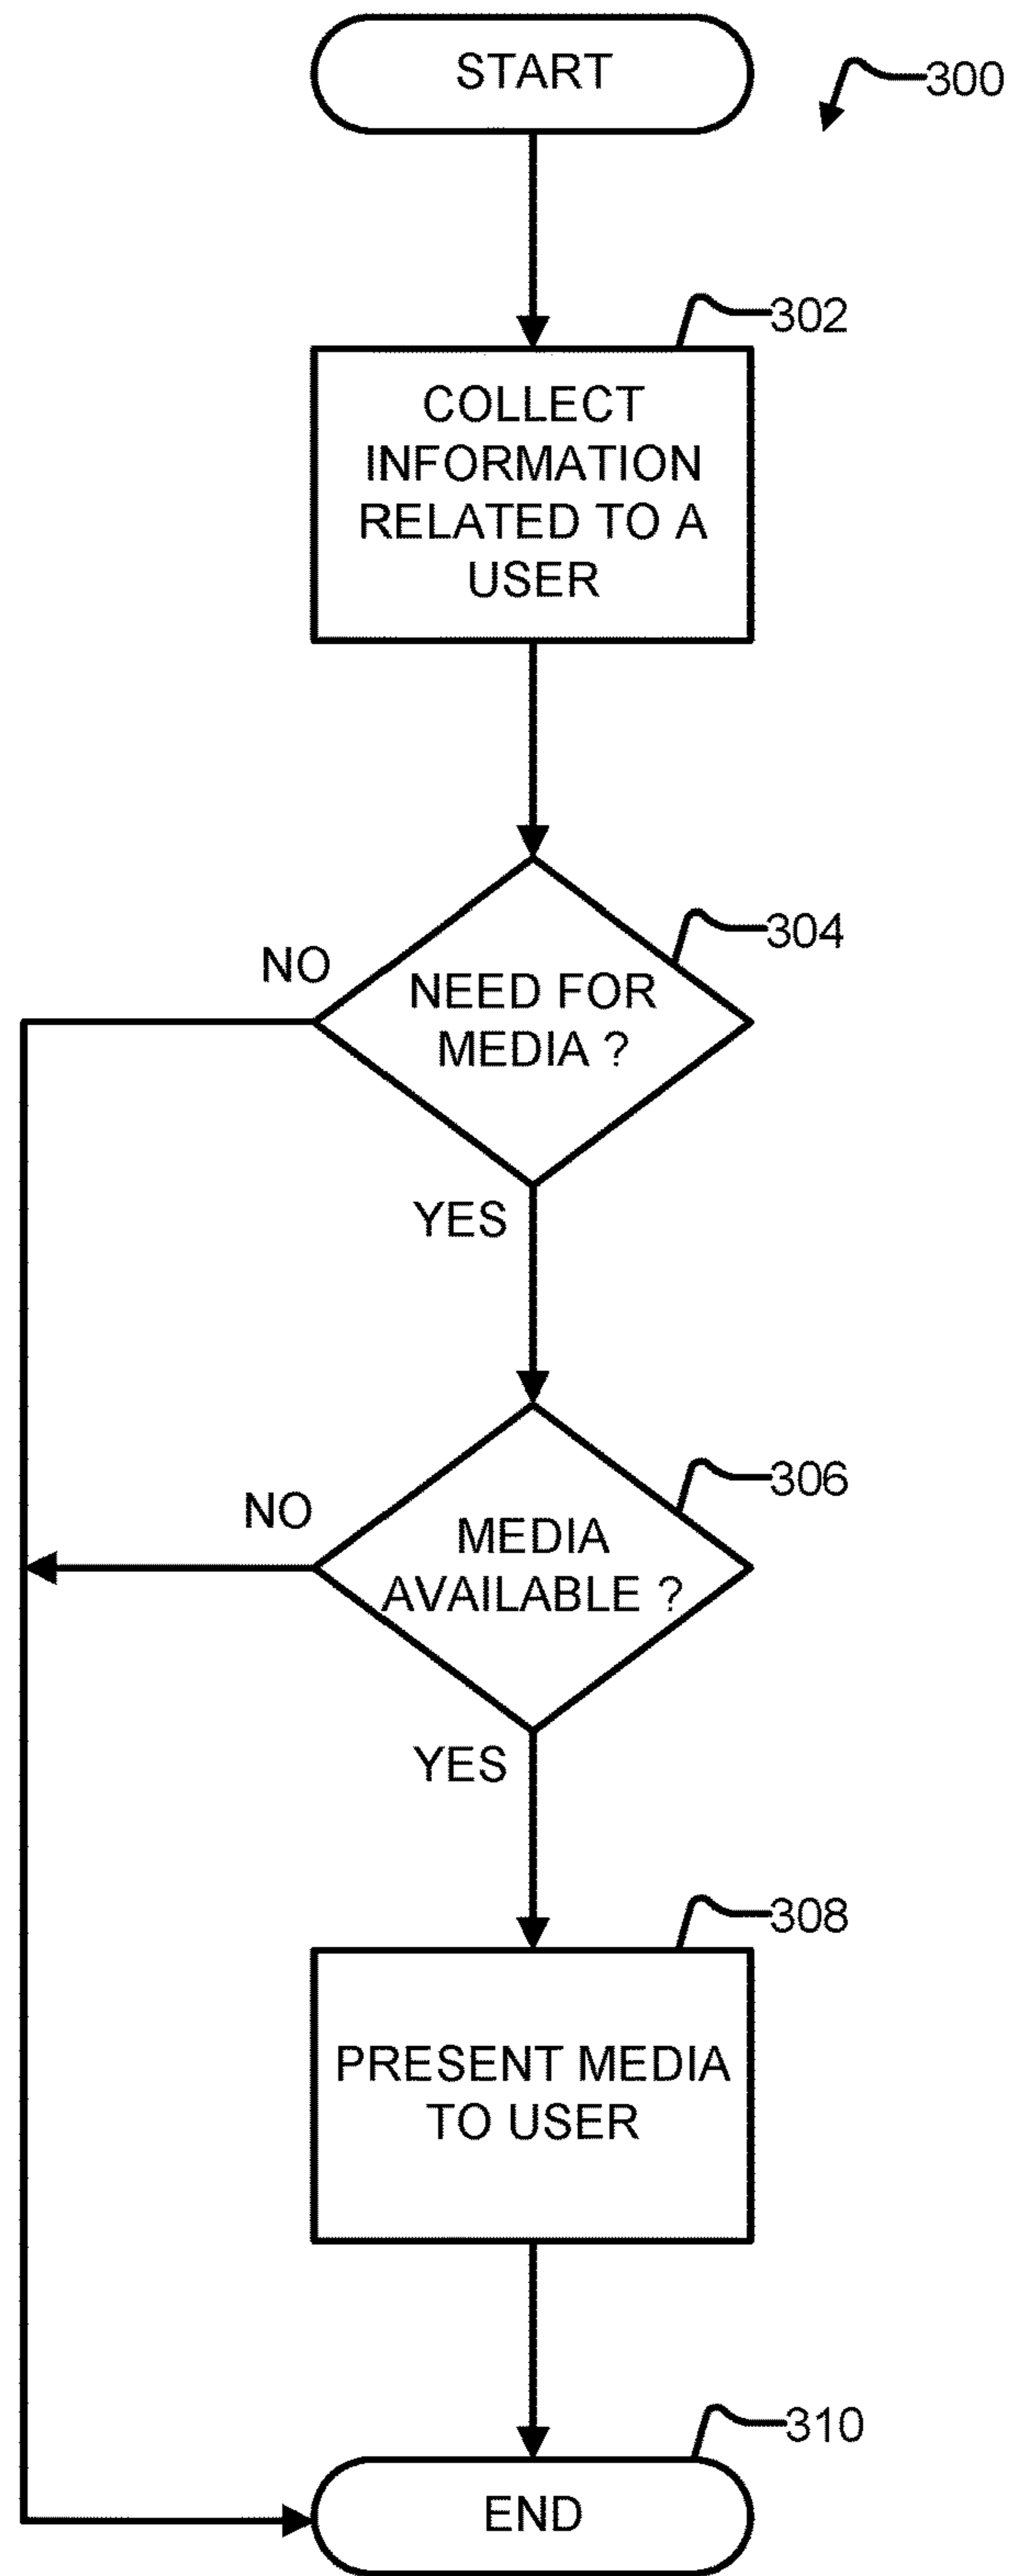 START
300
302
COLLECT
INFORMATION
RELATED TO A
USER
304
NO
NEED FOR
MEDIA ?
YES
306
NO
MEDIA
AVAILABLE ?
YES
308
PRESENT MEDIA
TO USER
310
END